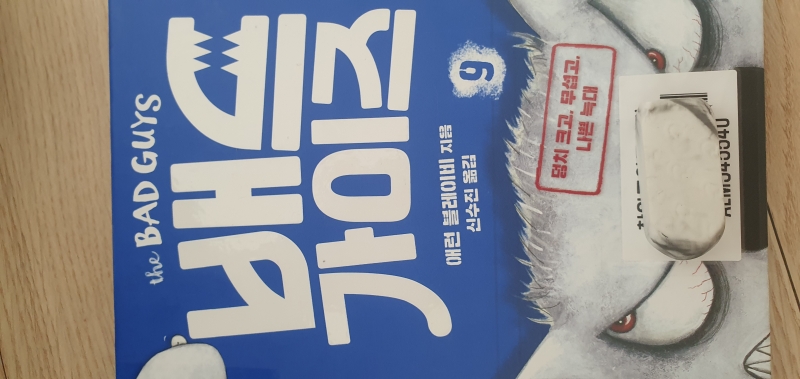 the BAD GUYS
배드
가이즈
9
애런 블레이비 지음
신수진 옮김
덩치 크고, 무섭고,
나쁜 늑대